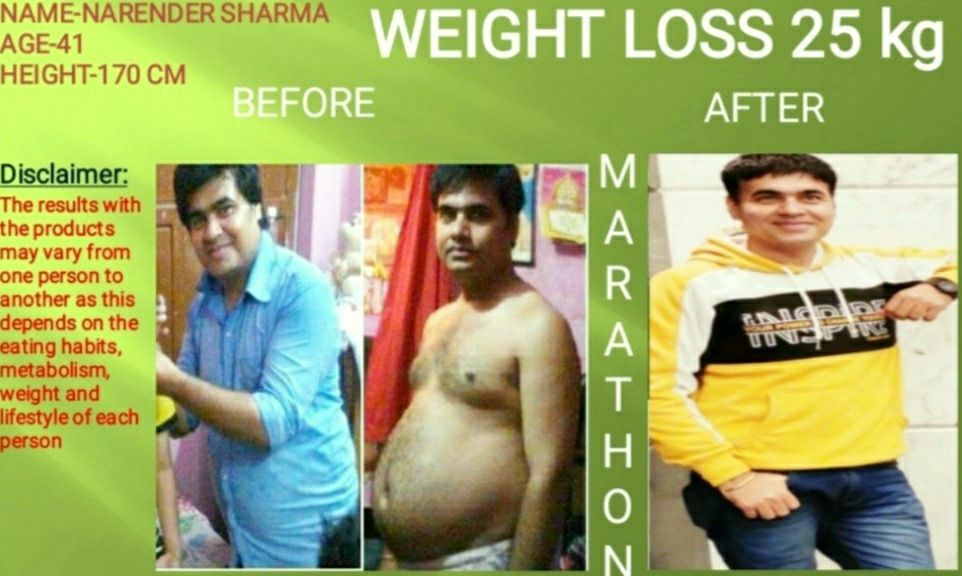 NAME-NARENDER SHARMA
AGE-41
HEIGHT-170 CM
WEIGHT LOSS 25 kg
BEFORE
AFTER
Disclaimer:
The results with
the products
may vary from
one person to
another as this
depends on the
eating habits,
metabolism,
weight and
lifestyle of each
person
MARATHON
INSPIRE